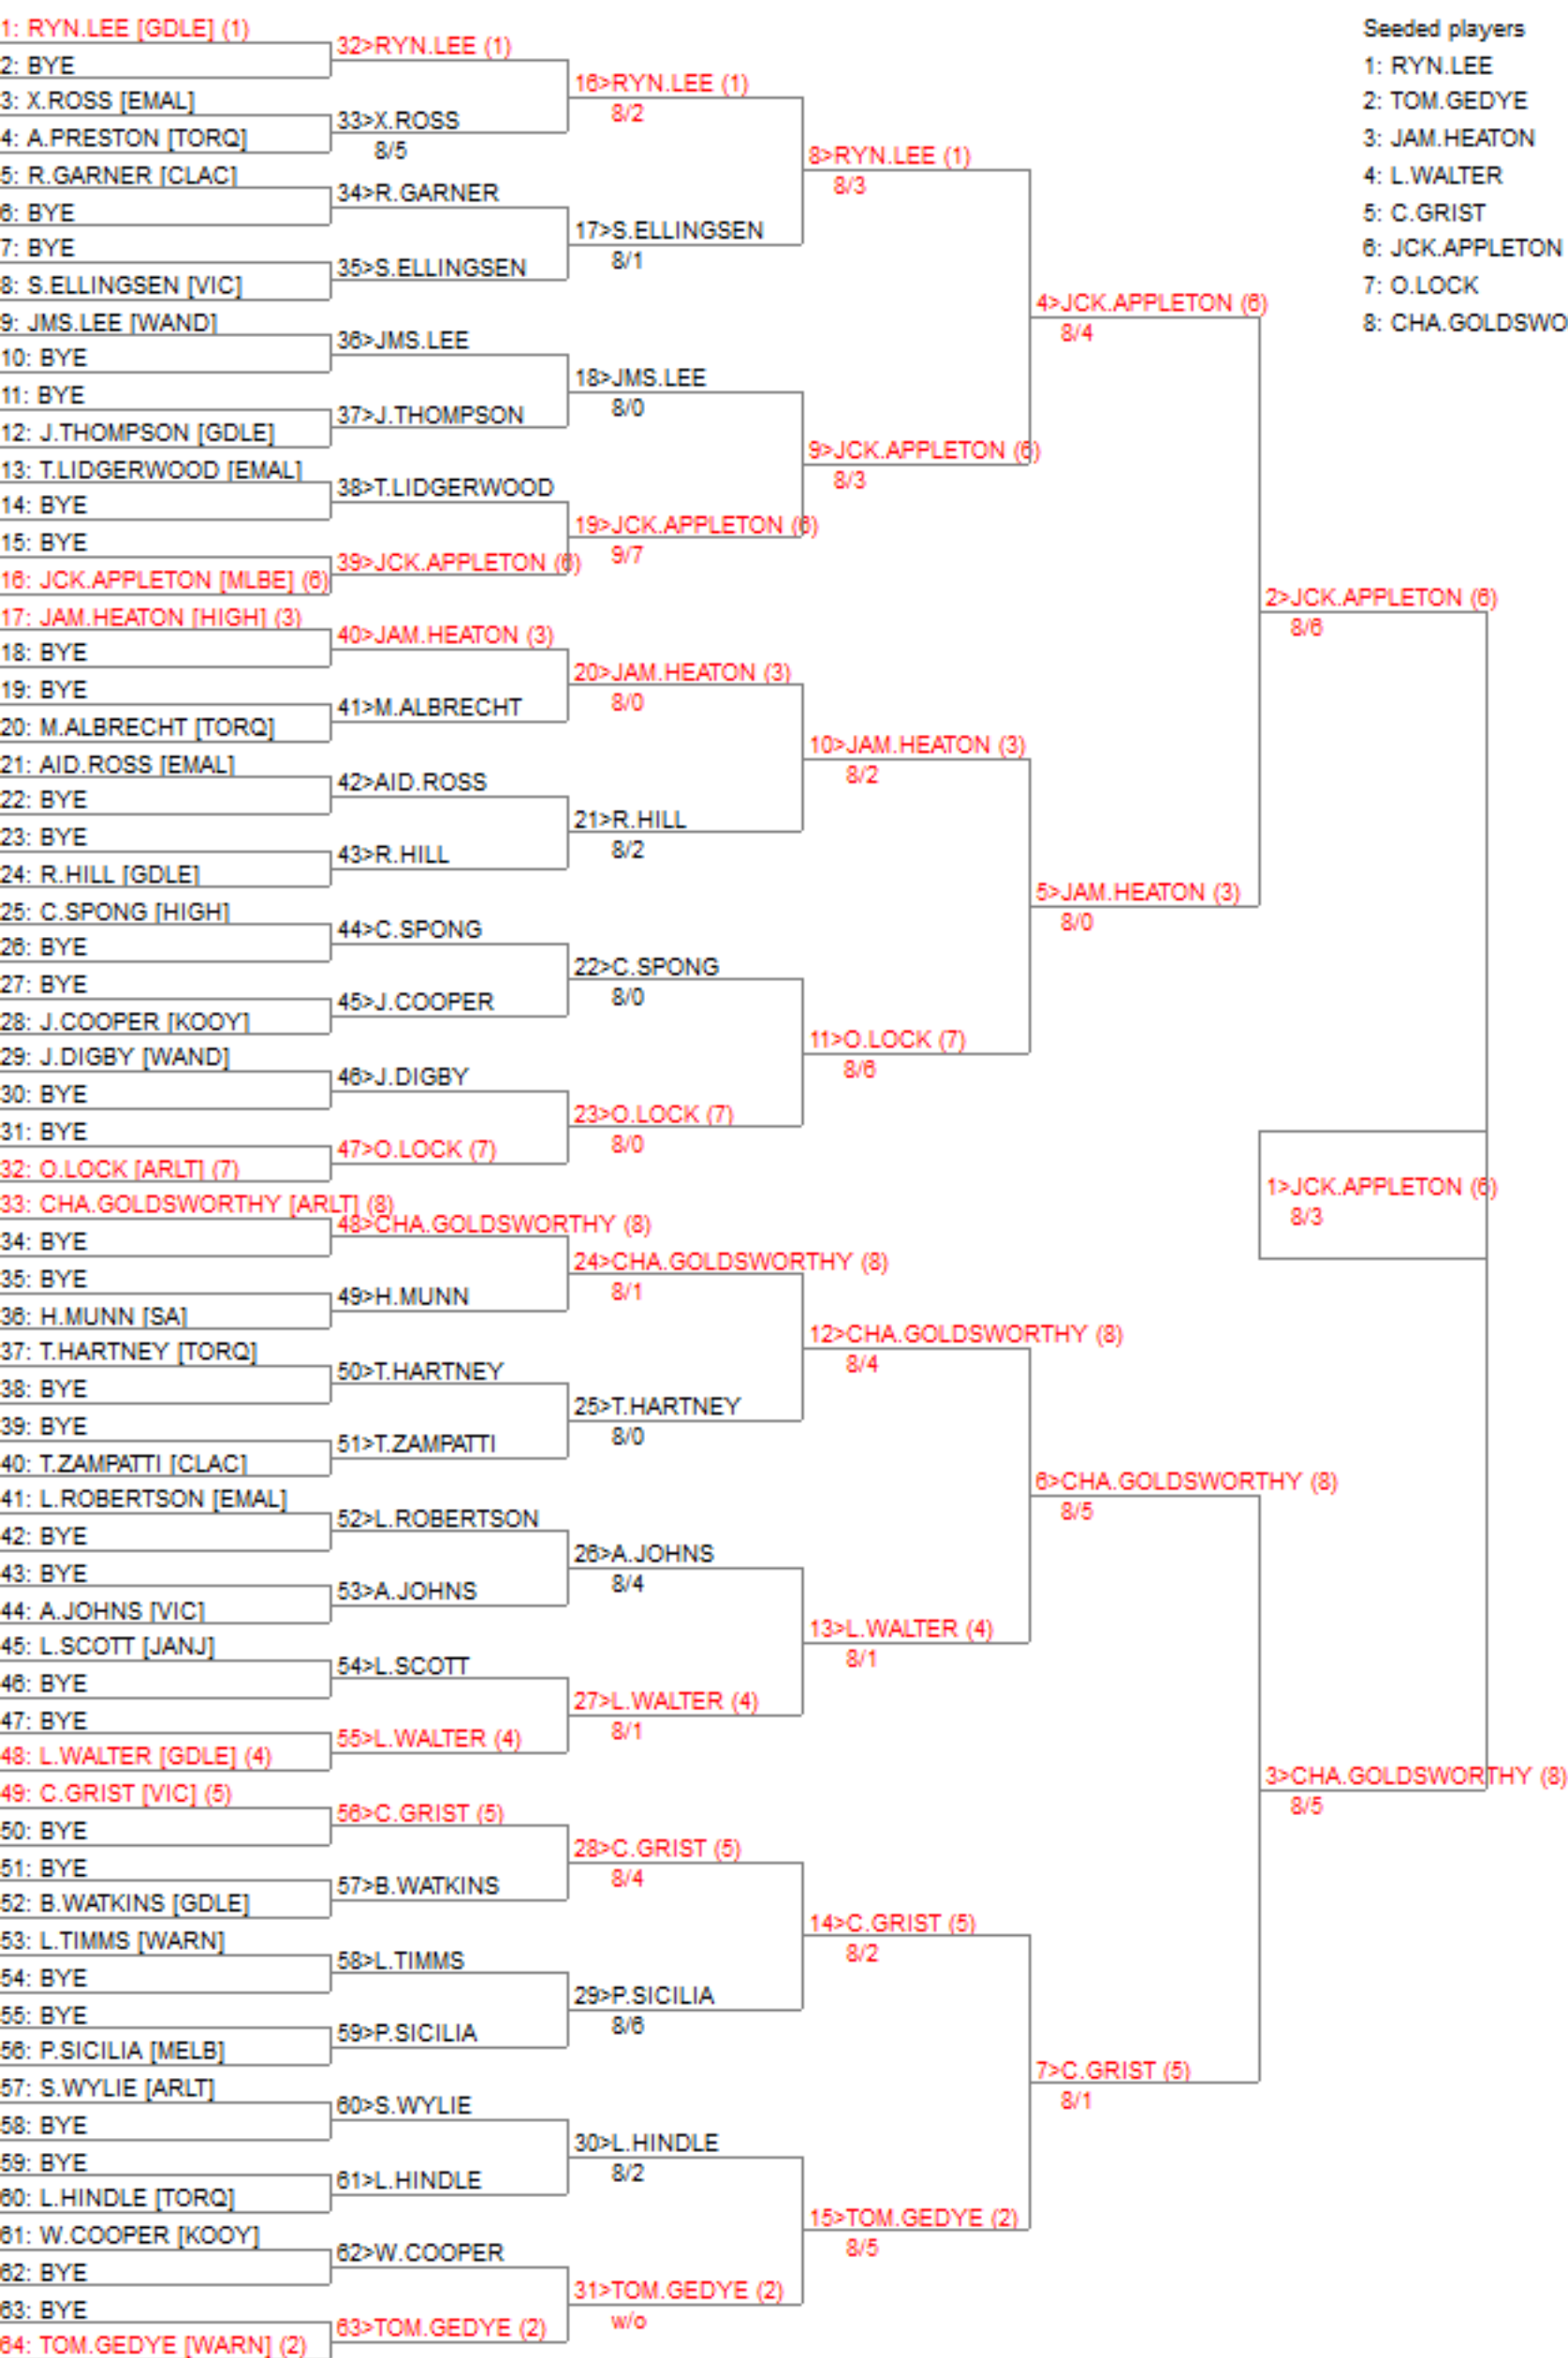 1: RYN.LEE [GDLE] (1)
2: BYE
3: X.ROSS [EMAL]
4: A.PRESTON [TORQ]
5: R.GARNER [CLAC]
6: BYE
7: BYE
8: S.ELLINGSEN [VIC]
9: JMS.LEE [WAND]
10: BYE
11: BYE
12: J.THOMPSON [GDLE]
13: T.LIDGERWOOD [EMAL]
14: BYE
15: BYE
16: JCK.APPLETON [MLBE] (6)
17: JAM.HEATON [HIGH] (3)
18: BYE
19: BYE
20: M.ALBRECHT [TORQ]
21: AID.ROSS [EMAL]
22: BYE
23: BYE
24: R.HILL [GDLE]
25: C.SPONG [HIGH]
26: BYE
27: BYE
28: J.COOPER [KOOY]
29: J.DIGBY [WAND]
30: BYE
31: BYE
32: O.LOCK [ARLT] (7)
33: CHA.GOLDSWORTHY [ARLT] (8)
34: BYE
35: BYE
36: H.MUNN [SA]
37: T.HARTNEY [TORQ]
38: BYE
39: BYE
40: T.ZAMPATTI [CLAC]
41: L.ROBERTSON [EMAL]
42: BYE
43: BYE
44: A.JOHNS [VIC]
45: L.SCOTT [JANJ]
46: BYE
47: BYE
48: L.WALTER [GDLE] (4)
49: C.GRIST [VIC] (5)
50: BYE
51: BYE
52: B.WATKINS [GDLE]
53: L.TIMMS [WARN]
54: BYE
55: BYE
56: P.SICILIA [MELB]
57: S.WYLIE [ARLT]
58: BYE
59: BYE
60: L.HINDLE [TORQ]
61: W.COOPER [KOOY]
62: BYE
63: BYE
64: TOM.GEDYE [WARN] (2)
32>RYN.LEE (1)
33>X.ROSS
8/5
34>R.GARNER
35>S.ELLINGSEN
36>JMS.LEE
37>J.THOMPSON
38>T.LIDGERWOOD
39>JCK.APPLETON (6)
40>JAM.HEATON (3)
41>M.ALBRECHT
42>AID.ROSS
43>R.HILL
44>C.SPONG
45>J.COOPER
46>J.DIGBY
47>O.LOCK (7)
48>CHA.GOLDSWORTHY (8)
49>H.MUNN
50>T.HARTNEY
51>T.ZAMPATTI
52>L.ROBERTSON
53>A.JOHNS
54>L.SCOTT
55>L.WALTER (4)
56>C.GRIST (5)
57>B.WATKINS
58>L.TIMMS
59>P.SICILIA
60>S.WYLIE
61>L.HINDLE
62>W.COOPER
63>TOM.GEDYE (2)
16>RYN.LEE (1)
8/2
17>S.ELLINGSEN
8/1
18>JMS.LEE
8/0
19>JCK.APPLETON (6)
9/7
20>JAM.HEATON (3)
8/0
21>R.HILL
8/2
22>C.SPONG
8/0
23>O.LOCK (7)
8/0
24>CHA.GOLDSWORTHY (8)
8/1
25>T.HARTNEY
8/0
26>A.JOHNS
8/4
27>L.WALTER (4)
8/1
28>C.GRIST (5)
8/4
29>P.SICILIA
8/6
30>L.HINDLE
8/2
31>TOM.GEDYE (2)
w/o
8>RYN.LEE (1)
8/3
9>JCK.APPLETON (6)
8/3
10>JAM.HEATON (3)
8/2
11>O.LOCK (7)
8/6
12>CHA.GOLDSWORTHY (8)
8/4
13>L.WALTER (4)
8/1
14>C.GRIST (5)
8/2
15>TOM.GEDYE (2)
8/5
4>JCK.APPLETON (6)
8/4
5>JAM.HEATON (3)
8/0
6>CHA.GOLDSWORTHY (8)
8/5
7>C.GRIST (5)
8/1
2>JCK.APPLETON (6)
8/6
1>JCK.APPLETON (6)
8/3
3>CHA.GOLDSWORTHY (8)
8/5
Seeded players
1: RYN.LEE
2: TOM.GEDYE
3: JAM.HEATON
4: L.WALTER
5: C.GRIST
6: JCK.APPLETON
7: O.LOCK
8: CHA.GOLDSWO